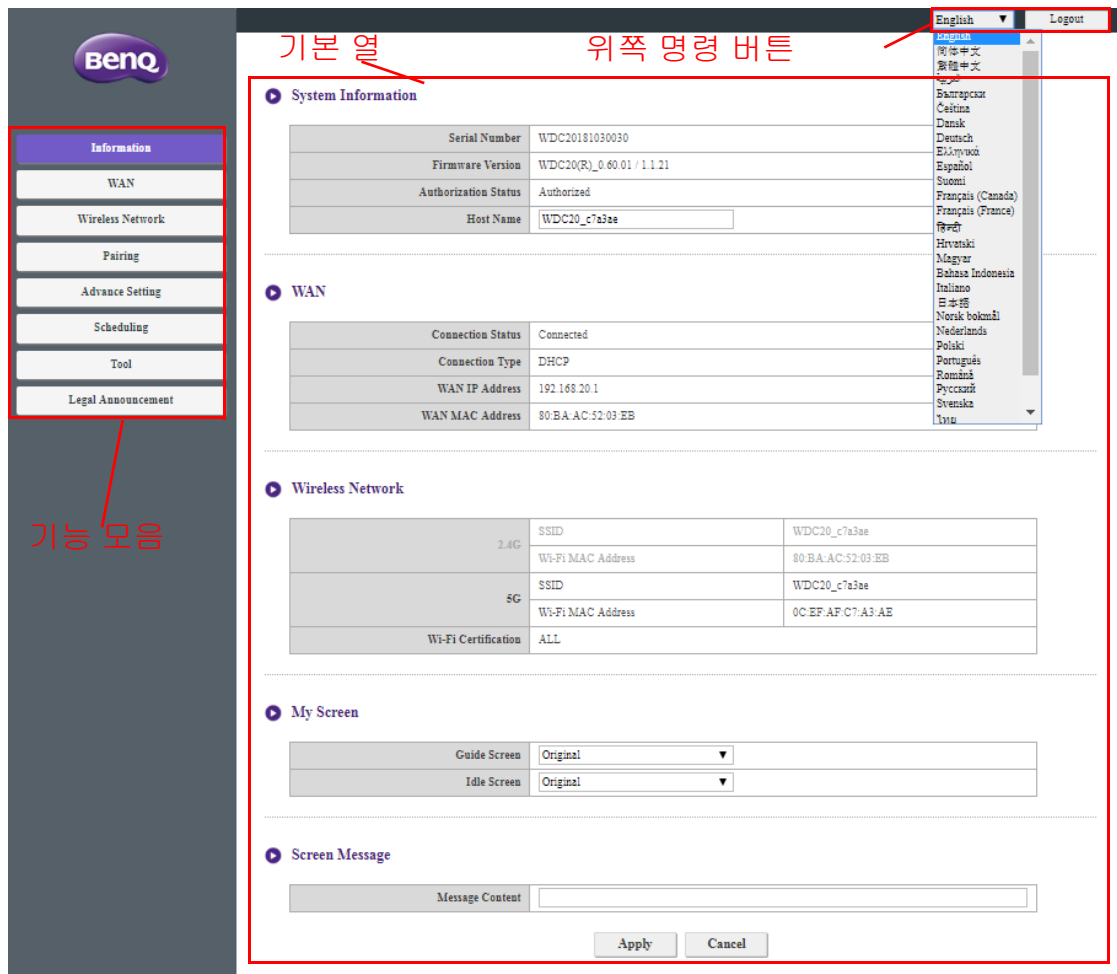 English ▼ Logout
기본 열
위쪽 명령 버튼
BenQ
English
简体中文
繁體中文
Български
Čeština
Dansk
Deutsch
Ελληνικά
Español
Suomi
Français (Canada)
Français (France)
हिन्दी
Hrvatski
Magyar
Bahasa Indonesia
Italiano
日本語
Norsk bokmål
Nederlands
Polski
Português
Română
Русский
Svenska
ไทย
Information
WAN
Wireless Network
Pairing
Advance Setting
Scheduling
Tool
Legal Announcement
기능 모음
System Information
Serial Number WDC20181030030
Firmware Version WDC20(R)_0.60.01 / 1.1.21
Authorization Status Authorized
Host Name WDC20_c7a3ae
WAN
Connection Status Connected
Connection Type DHCP
WAN IP Address 192.168.20.1
WAN MAC Address 80:BA:AC:52:03:EB
Wireless Network
2.4G SSID WDC20_c7a3ae
Wi-Fi MAC Address 80:BA:AC:52:03:EB
5G SSID WDC20_c7a3ae
Wi-Fi MAC Address 0C:EF:AF:C7:A3:AE
Wi-Fi Certification ALL
My Screen
Guide Screen Original ▼
Idle Screen Original ▼
Screen Message
Message Content
Apply Cancel